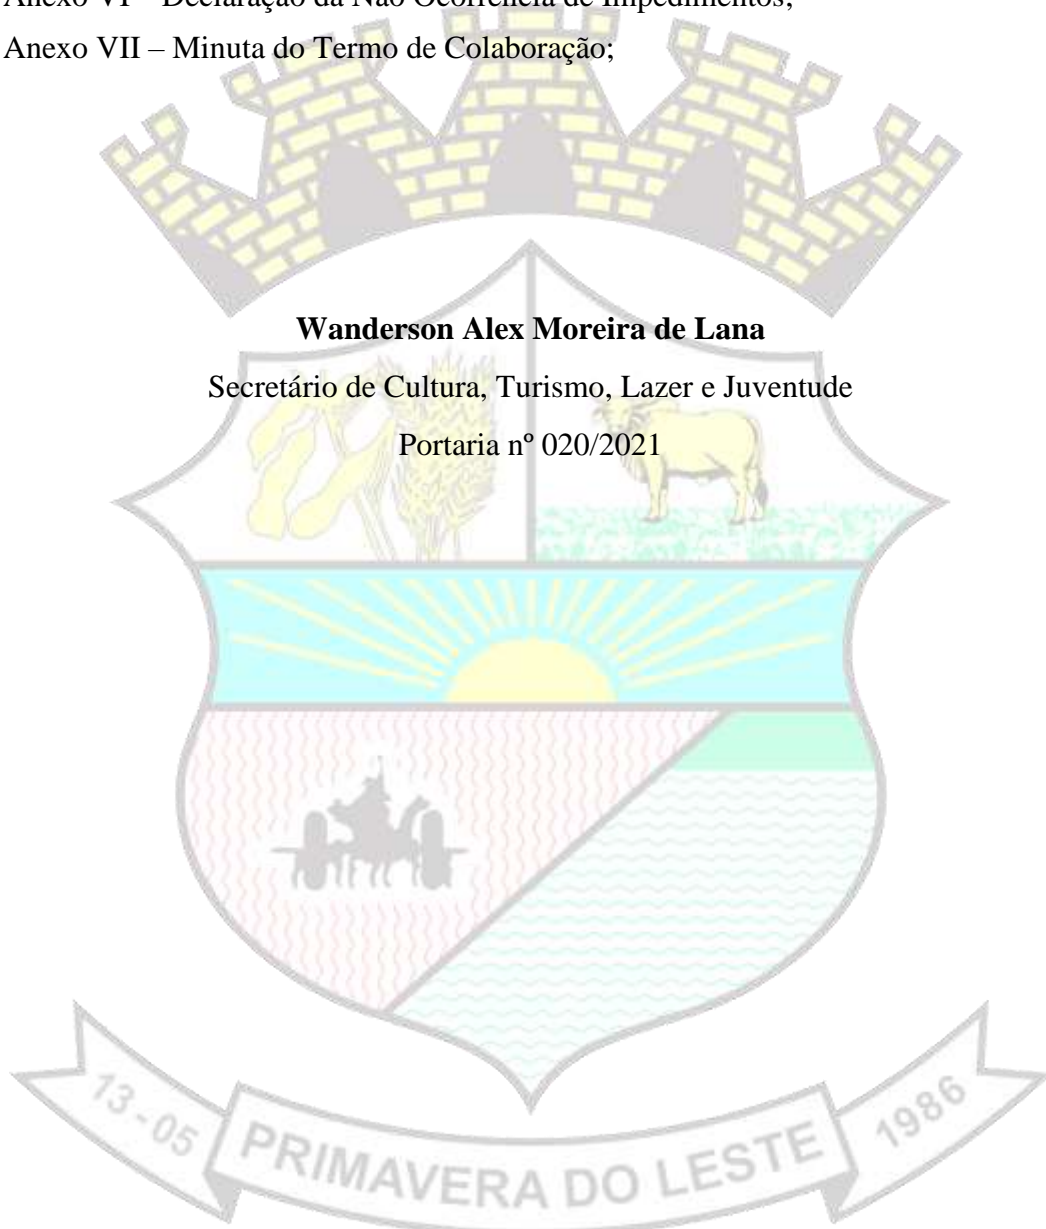 Anexo VI – Declaração da Não Ocorrência de Impedimentos;
Anexo VII – Minuta do Termo de Colaboração;
Wanderson Alex Moreira de Lana
Secretário de Cultura, Turismo, Lazer e Juventude
Portaria nº 020/2021
13-05
PRIMAVERA DO LESTE
1986